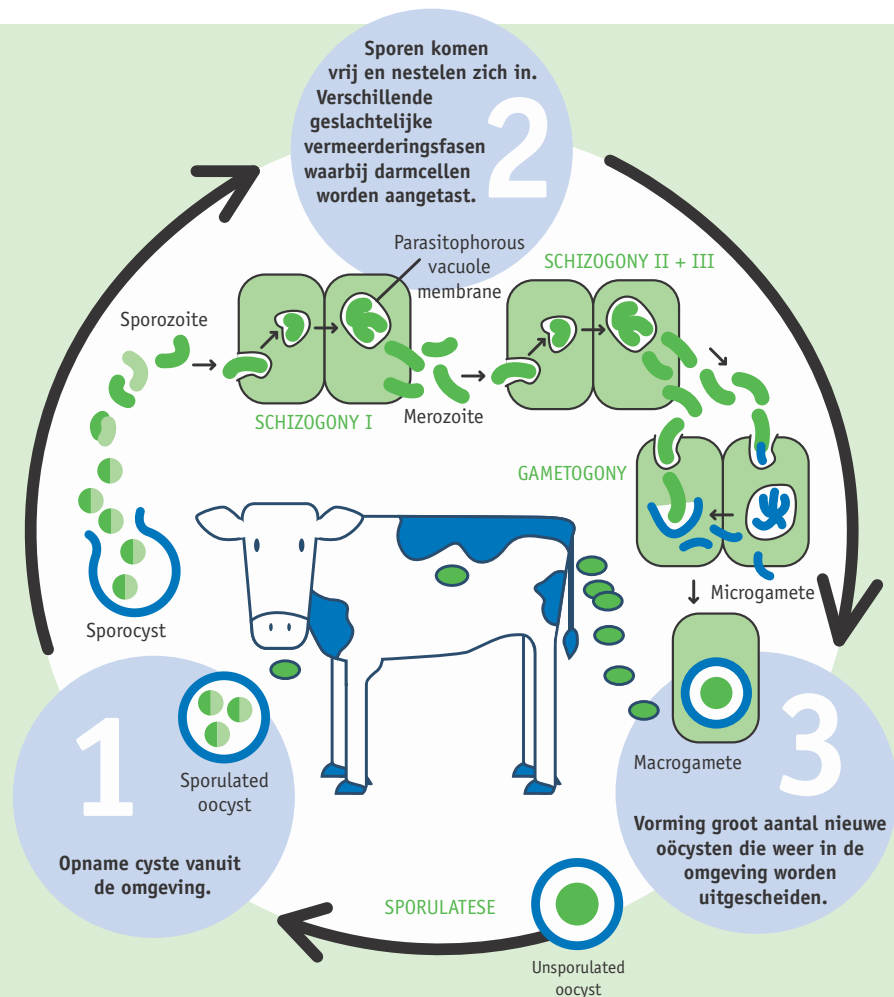 Sporen komen
vrij en nestelen zich in.
Verschillende
geslachtelijke
vermeerderingsfasen
waarbij darmcellen
worden aangetast.
2
Parasitophorous
vacuole
membrane
SCHIZOGONY II + III
Sporozoite
SCHIZOGONY I
Merozoite
GAMETOGONY
Microgamete
Sporocyst
1
Sporulated
oocyst
Opname cyste vanuit
de omgeving.
Macrogamete
3
Vorming groot aantal nieuwe
oöcysten die weer in de
omgeving worden
uitgescheiden.
SPORULATESE
Unsporulated
oocyst